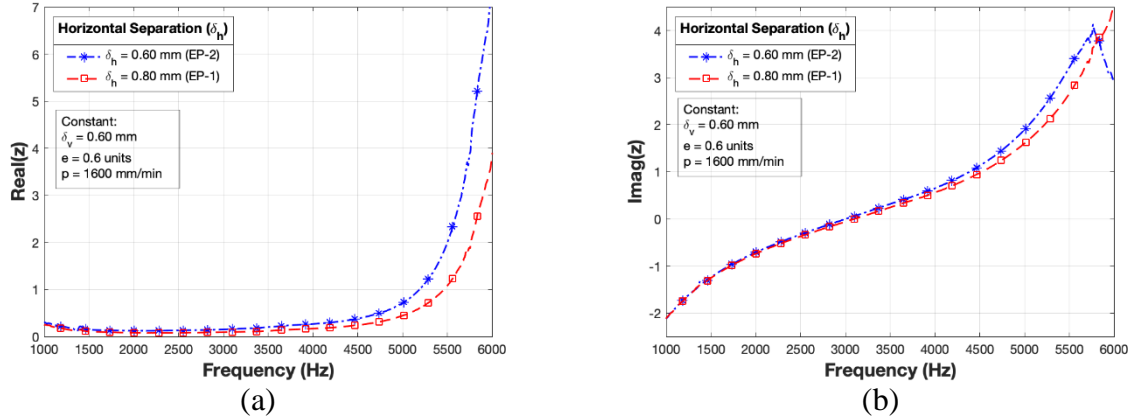 Horizontal Separation (δh)
δh = 0.60 mm (EP-2)
δh = 0.80 mm (EP-1)
Constant:
δv = 0.60 mm
e = 0.6 units
p = 1600 mm/min
Real(z)
7
6
5
4
3
2
1
0
1000 1500 2000 2500 3000 3500 4000 4500 5000 5500 6000
Frequency (Hz)
(a)
Horizontal Separation (δh)
δh = 0.60 mm (EP-2)
δh = 0.80 mm (EP-1)
Constant:
δv = 0.60 mm
e = 0.6 units
p = 1600 mm/min
Imag(z)
4
3
2
1
0
-1
-2
1000 1500 2000 2500 3000 3500 4000 4500 5000 5500 6000
Frequency (Hz)
(b)